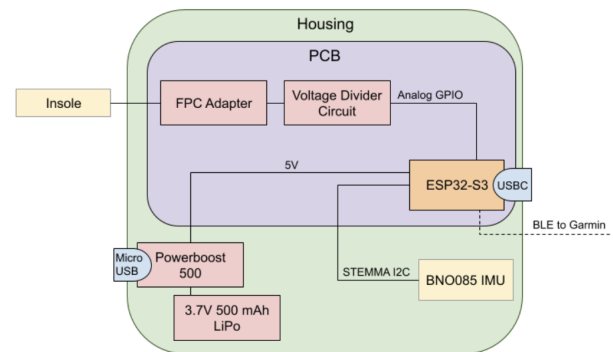 Housing
PCB
Insole
FPC Adapter
Voltage Divider
Circuit
Analog GPIO
5V
ESP32-S3
USBC
BLE to Garmin
Micro
USB
Powerboost
500
STEMMA I2C
BNO085 IMU
3.7V 500 mAh
LiPo